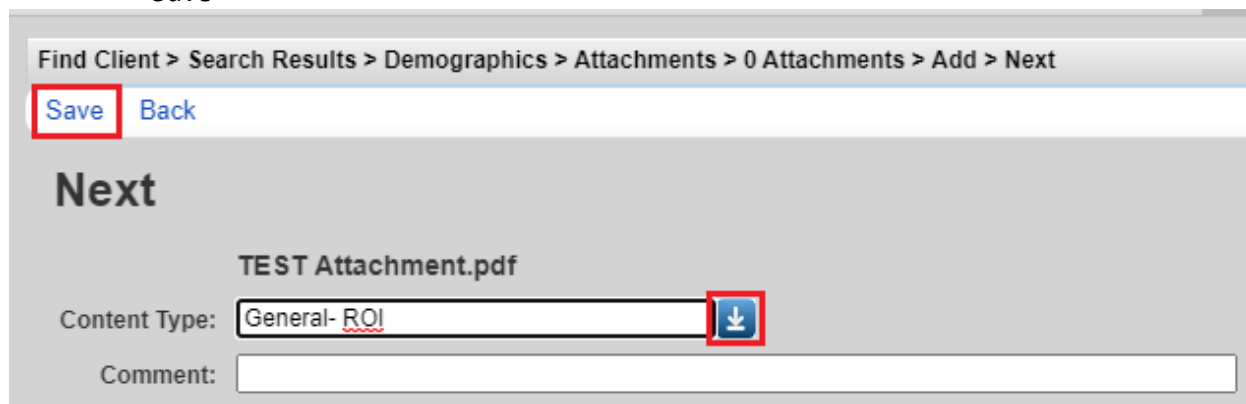 Save
Find Client > Search Results > Demographics > Attachments > 0 Attachments > Add > Next
Save Back
Next
TEST Attachment.pdf
Content Type: General- ROI
Comment: